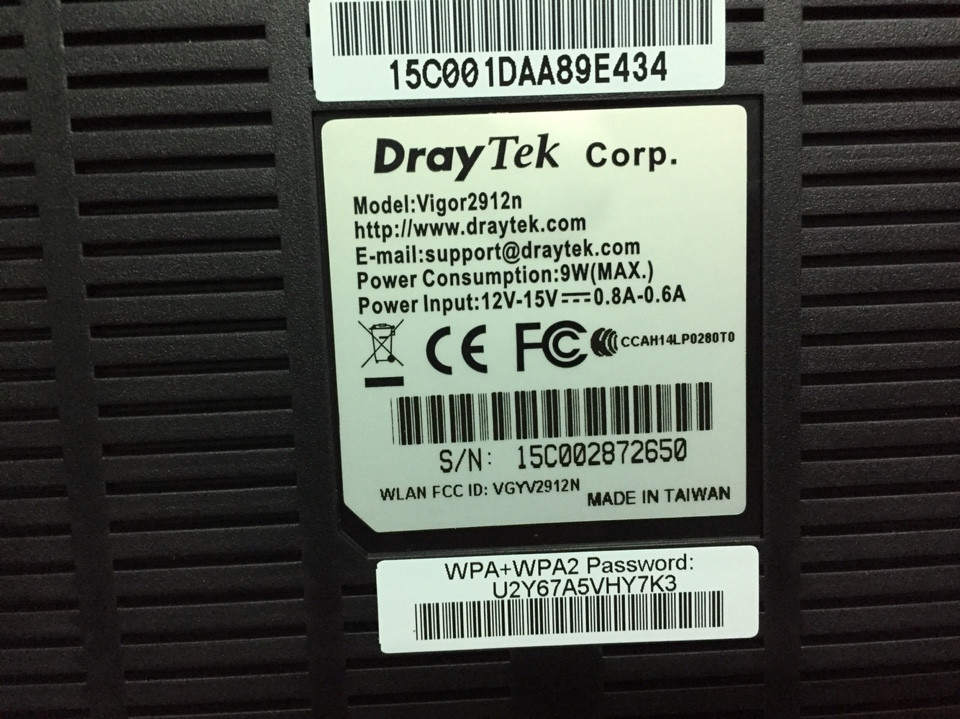 15C001DAA89E434
DrayTek Corp.
Model:Vigor2912n
http://www.draytek.com
E-mail:support@draytek.com
Power Consumption:9W(MAX.)
Power Input:12V-15V⎓0.8A-0.6A
CE FC CCAH14LP0280T0
S/N: 15C002872650
WLAN FCC ID: VGYV2912N
MADE IN TAIWAN
WPA+WPA2 Password:
U2Y67A5VHY7K3